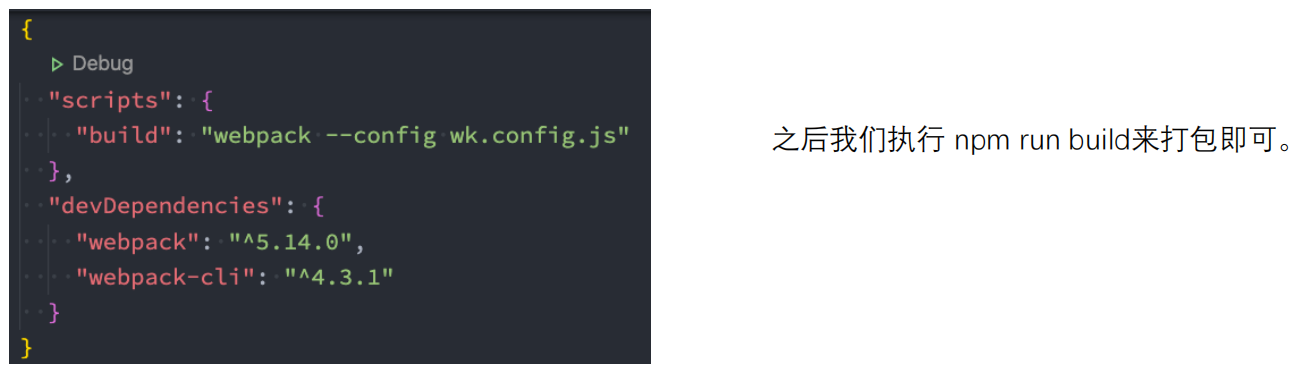 {
Debug
"scripts": {
"build": "webpack --config wk.config.js"
},
"devDependencies": {
"webpack": "^5.14.0",
"webpack-cli": "^4.3.1"
}
}
之后我们执行 npm run build来打包即可。